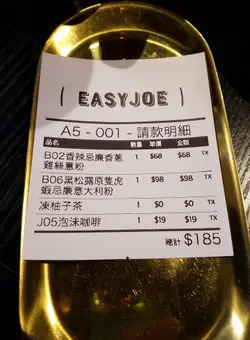 ( EASYJOE )
A5 - 001 - 請款明細
品名 數量 單價 金額
B02香辣忌廉香蔥 1 $68 $68 TX
雞絲意粉
B06黑松露原隻虎 1 $98 $98 TX
蝦忌廉意大利粉
凍柚子茶 1 $0 $0 TX
J05泡沫咖啡 1 $19 $19 TX
總計 $185